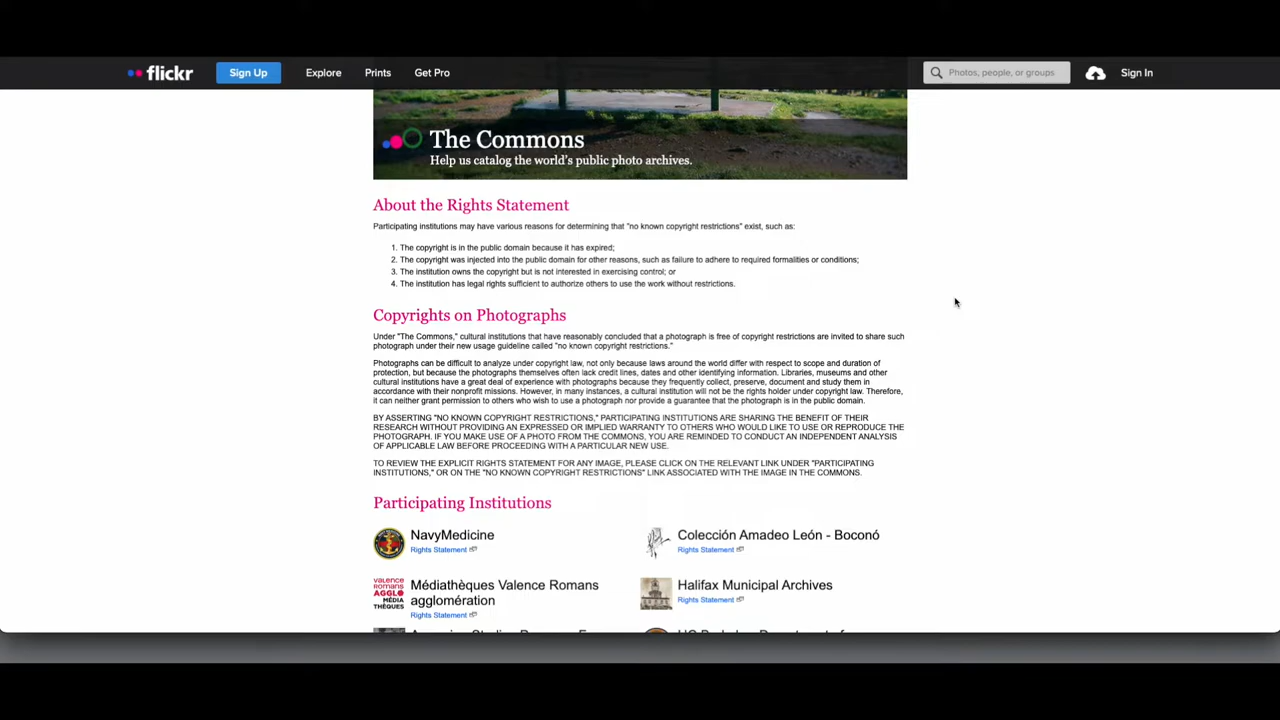 flickr Sign Up Explore Prints Get Pro Photos, people, or groups Sign In
The Commons
Help us catalog the world's public photo archives.
About the Rights Statement
Participating institutions may have various reasons for determining that "no known copyright restrictions" exist, such as:
1. The copyright is in the public domain because it has expired;
2. The copyright was injected into the public domain for other reasons, such as failure to adhere to required formalities or conditions;
3. The institution owns the copyright but is not interested in exercising control; or
4. The institution has legal rights sufficient to authorize others to use the work without restrictions.
Copyrights on Photographs
Under "The Commons," cultural institutions that have reasonably concluded that a photograph is free of copyright restrictions are invited to share such
photograph under their new usage guideline called "no known copyright restrictions."
Photographs can be difficult to analyze under copyright law, not only because laws around the world differ with respect to scope and duration of
protection, but because the photographs themselves often lack credit lines, dates and other identifying information. Libraries, museums and other
cultural institutions have a great deal of experience with photographs because they frequently collect, preserve, document and study them in
accordance with their nonprofit missions. However, in many instances, a cultural institution will not be the rights holder under copyright law. Therefore,
it can neither grant permission to others who wish to use a photograph nor provide a guarantee that the photograph is in the public domain.
BY ASSERTING "NO KNOWN COPYRIGHT RESTRICTIONS," PARTICIPATING INSTITUTIONS ARE SHARING THE BENEFIT OF THEIR
RESEARCH WITHOUT PROVIDING AN EXPRESSED OR IMPLIED WARRANTY TO OTHERS WHO WOULD LIKE TO USE OR REPRODUCE THE
PHOTOGRAPH. IF YOU MAKE USE OF A PHOTO FROM THE COMMONS, YOU ARE REMINDED TO CONDUCT AN INDEPENDENT ANALYSIS
OF APPLICABLE LAW BEFORE PROCEEDING WITH A PARTICULAR NEW USE.
TO REVIEW THE EXPLICIT RIGHTS STATEMENT FOR ANY IMAGE, PLEASE CLICK ON THE RELEVANT LINK UNDER "PARTICIPATING
INSTITUTIONS," OR ON THE "NO KNOWN COPYRIGHT RESTRICTIONS" LINK ASSOCIATED WITH THE IMAGE IN THE COMMONS.
Participating Institutions
NavyMedicine
Rights Statement
Colección Amadeo León - Boconó
Rights Statement
VALENCE
ROMANS
AGGLO
MÉDIA
THÈQUES
Médiathèques Valence Romans
agglomération
Rights Statement
Halifax Municipal Archives
Rights Statement